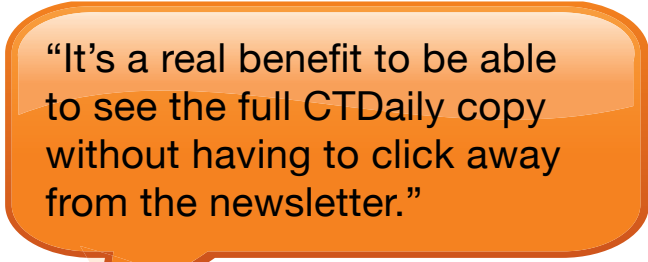 “It’s a real benefit to be able
to see the full CTDaily copy
without having to click away
from the newsletter.”